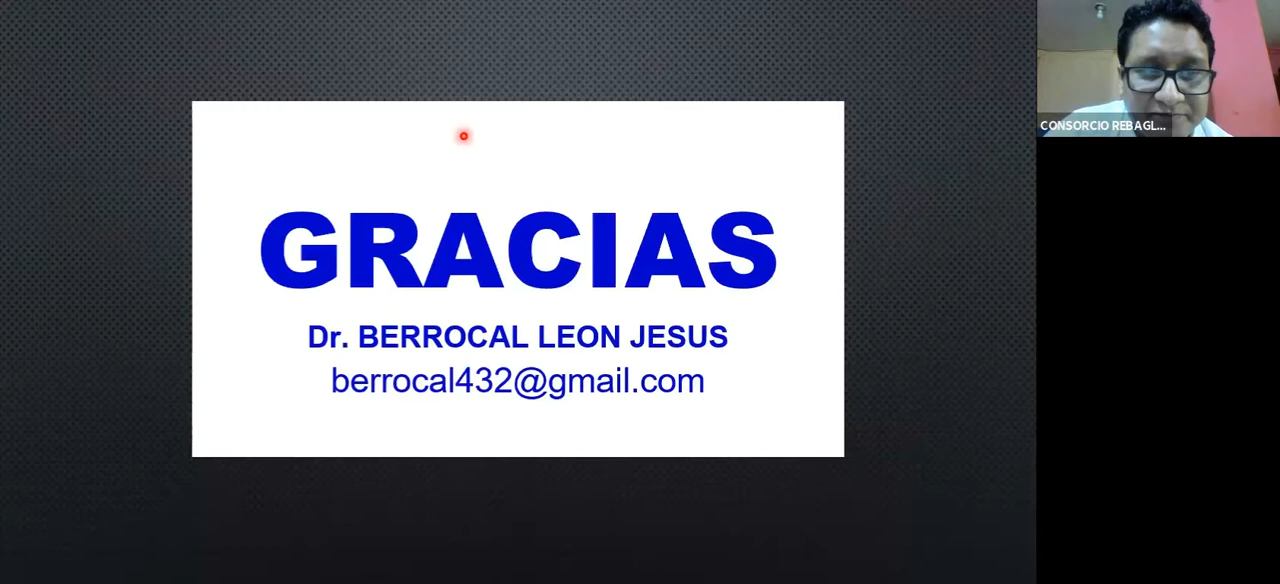 GRACIAS
Dr. BERROCAL LEON JESUS
berrocal432@gmail.com
CONSORCIO REBAGL...